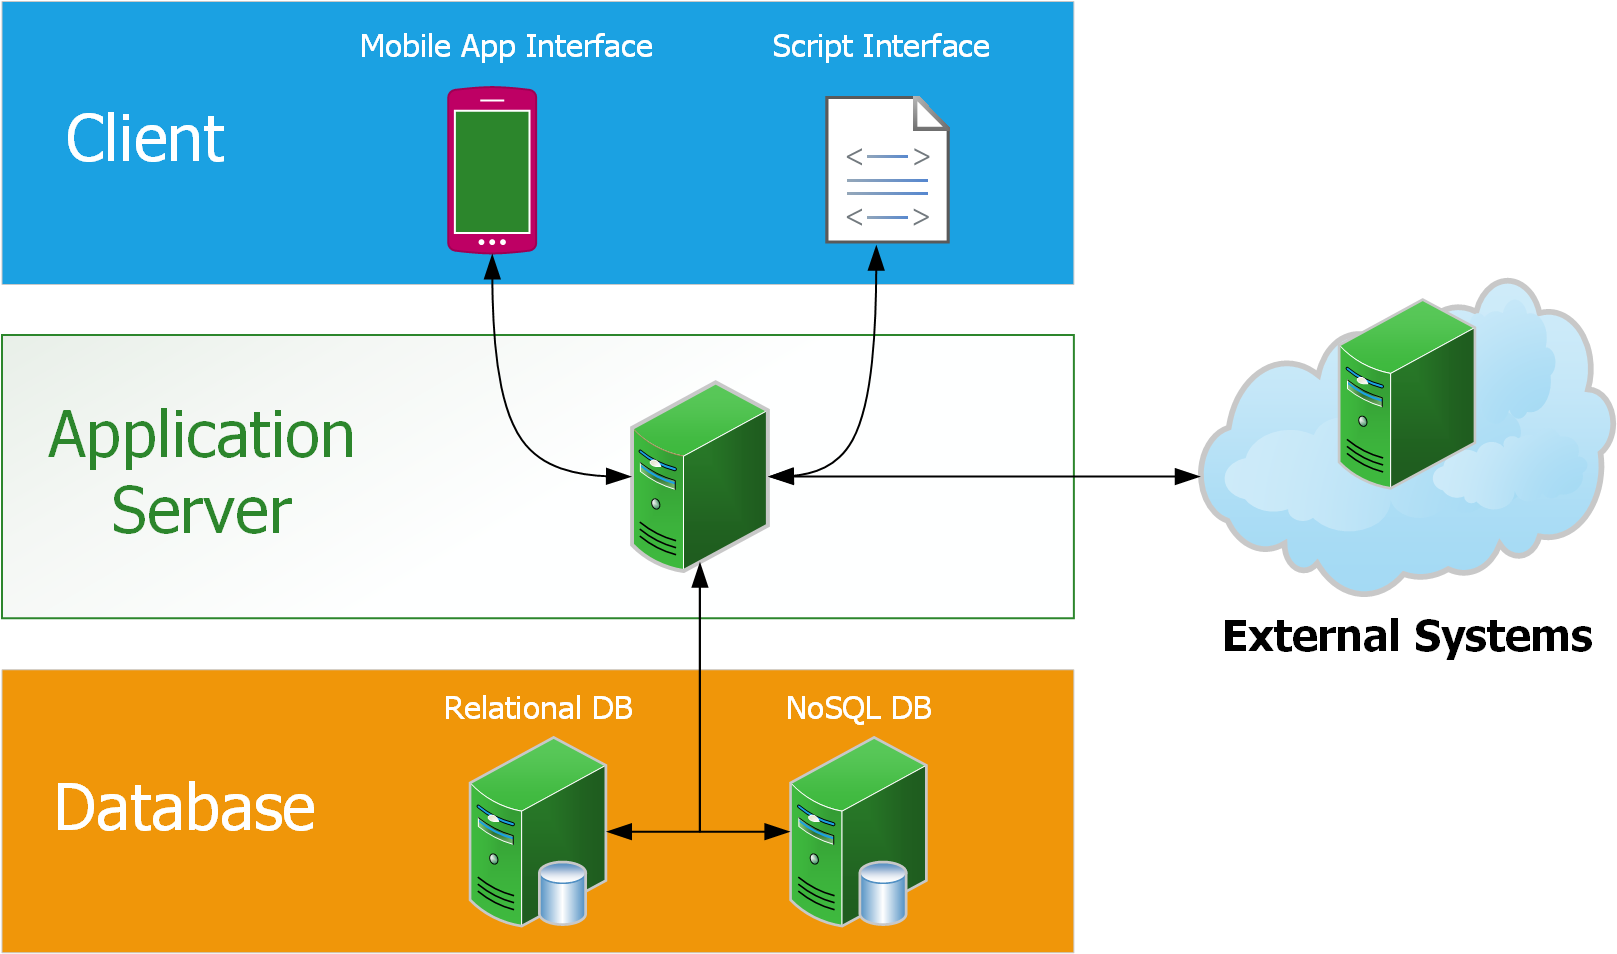 Mobile App Interface
Script Interface
Client
Application
Server
External Systems
Relational DB
NoSQL DB
Database